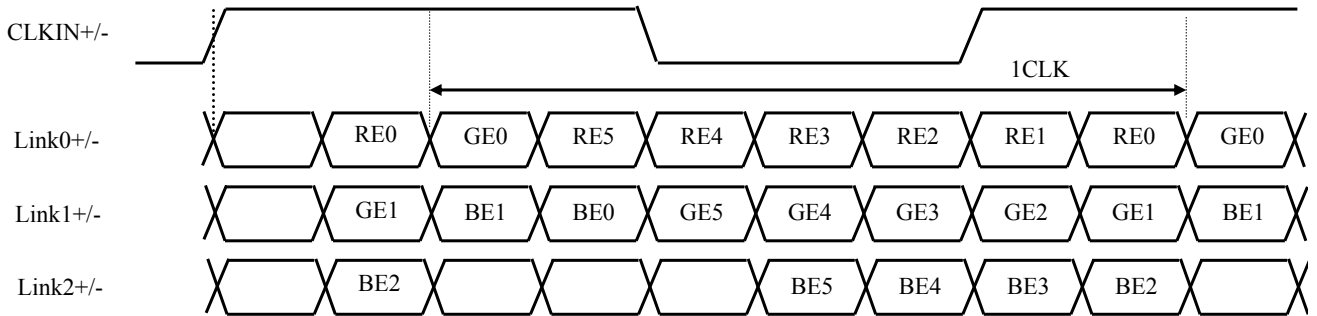 CLKIN+/-
1CLK
Link0+/- RE0 GE0 RE5 RE4 RE3 RE2 RE1 RE0 GE0
Link1+/- GE1 BE1 BE0 GE5 GE4 GE3 GE2 GE1 BE1
Link2+/- BE2 BE5 BE4 BE3 BE2